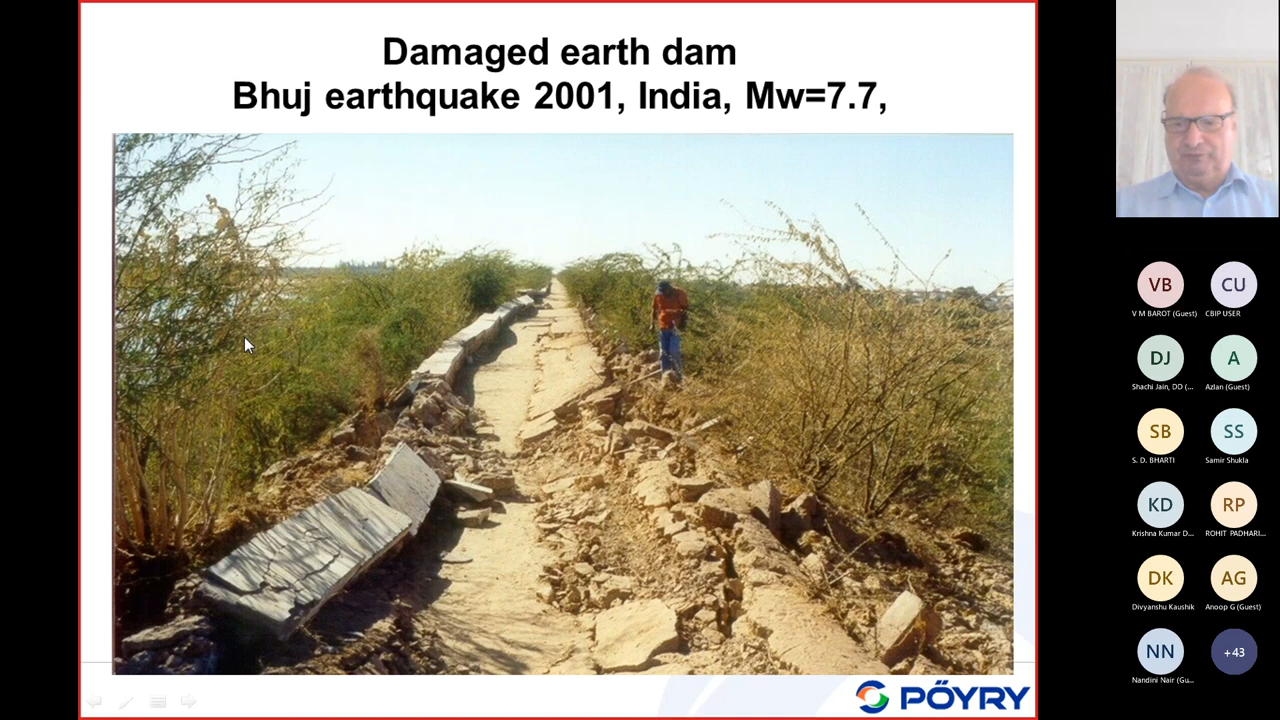 Damaged earth dam
Bhuj earthquake 2001, India, Mw=7.7,
PÖYRY
VB
V M BAROT (Guest)
CU
CBIP USER
DJ
Shachi Jain, DD (...
A
Azlan (Guest)
SB
S. D. BHARTI
SS
Samir Shukla
KD
Krishna Kumar D...
RP
ROHIT PADHARI...
DK
Divyanshu Kaushik
AG
Anoop G (Guest)
NN
Nandini Nair (Gu...
+43